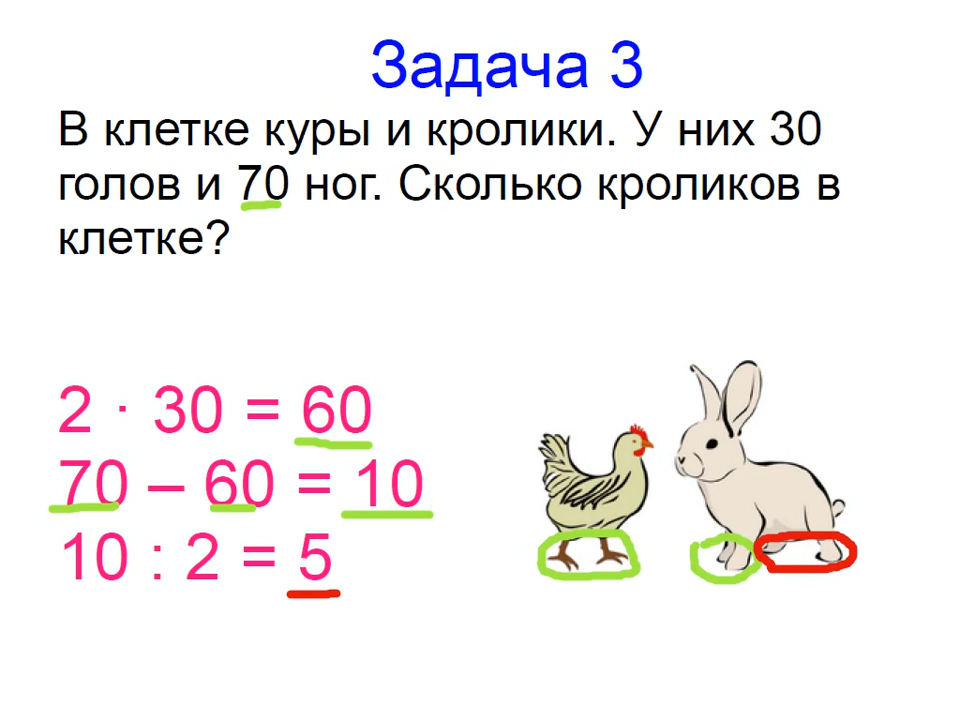 Задача 3
В клетке куры и кролики. У них 30
голов и 70 ног. Сколько кроликов в
клетке?
2 · 30 = 60
70 – 60 = 10
10 : 2 = 5